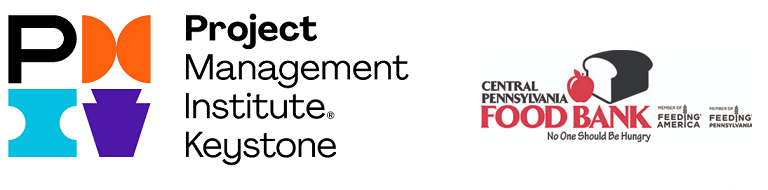 P
Project
Management
Institute®
Keystone
CENTRAL
PENNSYLVANIA
FOOD BANK
No One Should Be Hungry
MEMBER OF
FEEDING
AMERICA
MEMBER OF
FEEDING
PENNSYLVANIA